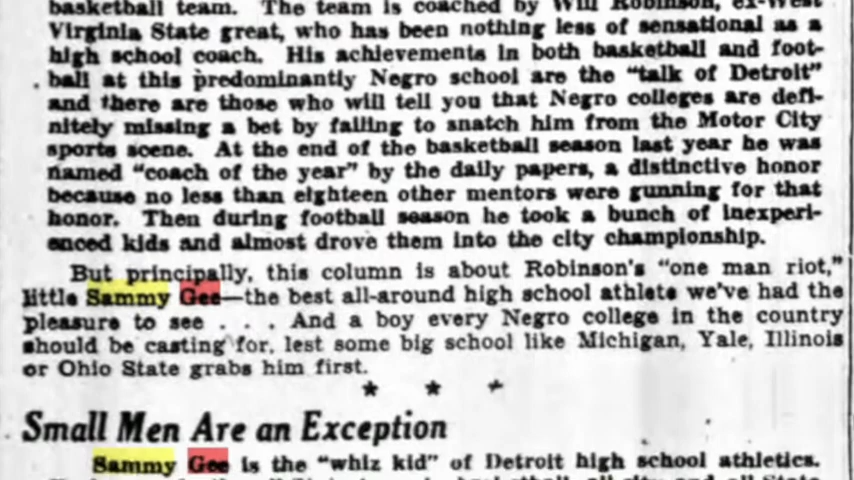 basketball team. The team is coached by Will Robinson, ex-West
Virginia State great, who has been nothing less of sensational as a
high school coach. His achievements in both basketball and foot-
ball at this predominantly Negro school are the "talk of Detroit"
and there are those who will tell you that Negro colleges are defi-
nitely missing a bet by failing to snatch him from the Motor City
sports scene. At the end of the basketball season last year he was
named "coach of the year" by the daily papers, a distinctive honor
because no less than eighteen other mentors were gunning for that
honor. Then during football season he took a bunch of inexperi-
enced kids and almost drove them into the city championship.
But principally, this column is about Robinson's "one man riot,"
little Sammy Gee—the best all-around high school athlete we've had the
pleasure to see . . . . And a boy every Negro college in the country
should be casting for, lest some big school like Michigan, Yale, Illinois
or Ohio State grabs him first.
* * *
Small Men Are an Exception
Sammy Gee is the "whiz kid" of Detroit high school athletics.